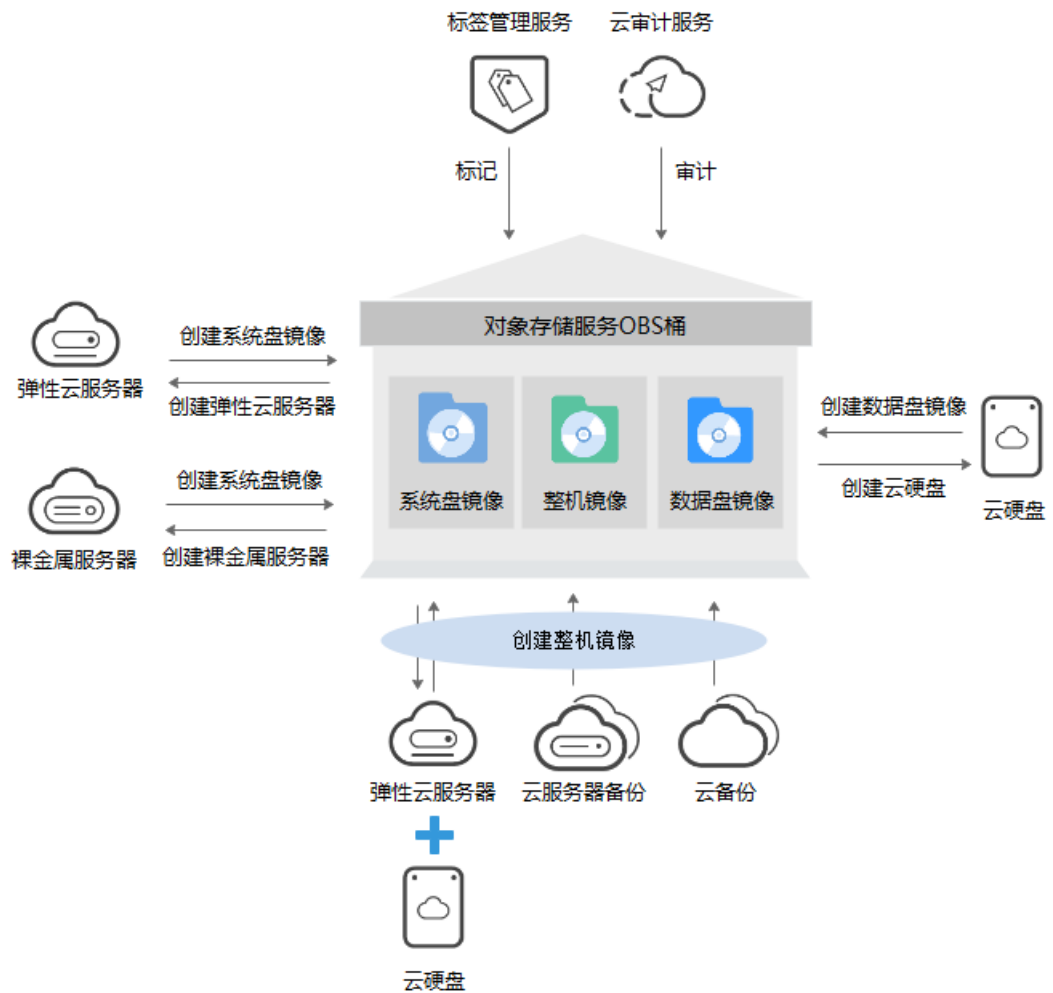 标签管理服务
云审计服务
标记
审计
对象存储服务OBS桶
创建系统盘镜像
弹性云服务器
创建弹性云服务器
创建系统盘镜像
裸金属服务器
创建裸金属服务器
系统盘镜像
整机镜像
数据盘镜像
创建数据盘镜像
创建云硬盘
云硬盘
创建整机镜像
弹性云服务器
云服务器备份
云备份
云硬盘